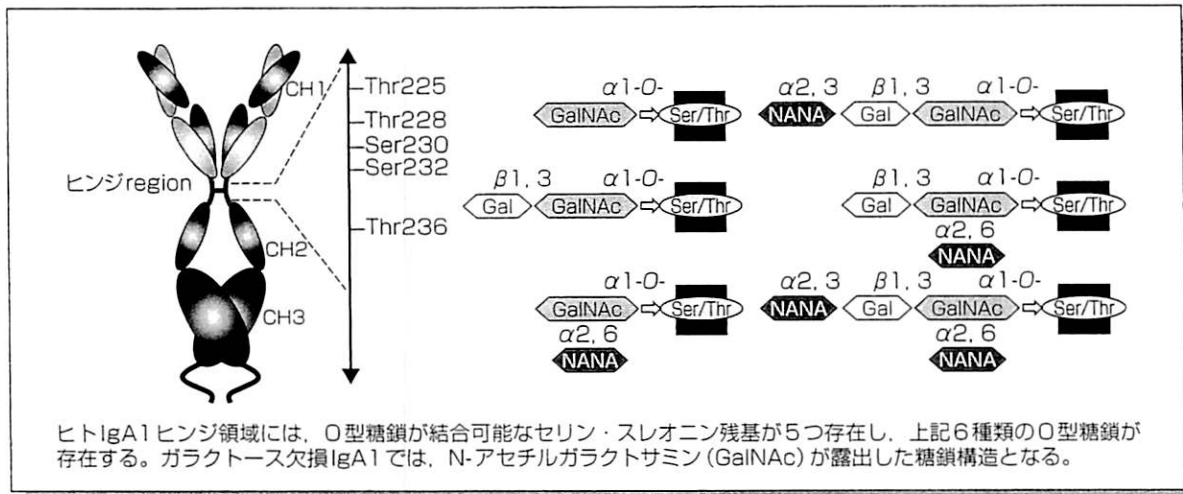 CH1
ヒンジregion
CH2
CH3
Thr225
Thr228
Ser230
Ser232
Thr236
α1-O-
GalNAc⇨Ser/Thr
β1, 3 α1-O-
Gal GalNAc⇨Ser/Thr
α1-O-
GalNAc⇨Ser/Thr
α2, 6
NANA
α2, 3 β1, 3 α1-O-
NANA Gal GalNAc⇨Ser/Thr
β1, 3 α1-O-
Gal GalNAc⇨Ser/Thr
α2, 6
NANA
α2, 3 β1, 3 α1-O-
NANA Gal GalNAc⇨Ser/Thr
α2, 6
NANA
ヒトIgA1ヒンジ領域には，O型糖鎖が結合可能なセリン・スレオニン残基が5つ存在し，上記6種類のO型糖鎖が
存在する。ガラクトース欠損IgA1では，N-アセチルガラクトサミン(GalNAc)が露出した糖鎖構造となる。